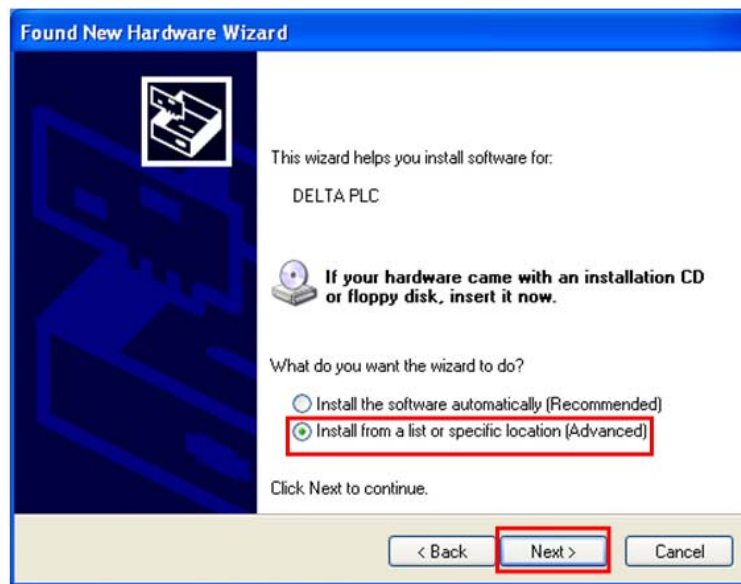 Found New Hardware Wizard
This wizard helps you install software for:
DELTA PLC
If your hardware came with an installation CD
or floppy disk, insert it now.
What do you want the wizard to do?
Install the software automatically (Recommended)
Install from a list or specific location (Advanced)
Click Next to continue.
< Back Next > Cancel